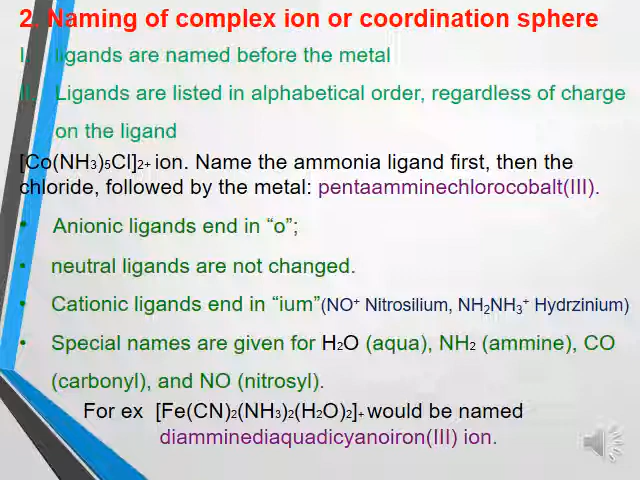 2. Naming of complex ion or coordination sphere
I. ligands are named before the metal
II. Ligands are listed in alphabetical order, regardless of charge
on the ligand
[Co(NH3)5Cl]2+ ion. Name the ammonia ligand first, then the
chloride, followed by the metal: pentaamminechlorocobalt(III).
• Anionic ligands end in “o”;
• neutral ligands are not changed.
• Cationic ligands end in “ium”(NO⁺ Nitrosilium, NH₂NH₃⁺ Hydrzinium)
• Special names are given for H2O (aqua), NH2 (ammine), CO
(carbonyl), and NO (nitrosyl).
For ex [Fe(CN)2(NH3)2(H2O)2]+ would be named
diamminediaquadicyanoiron(III) ion.